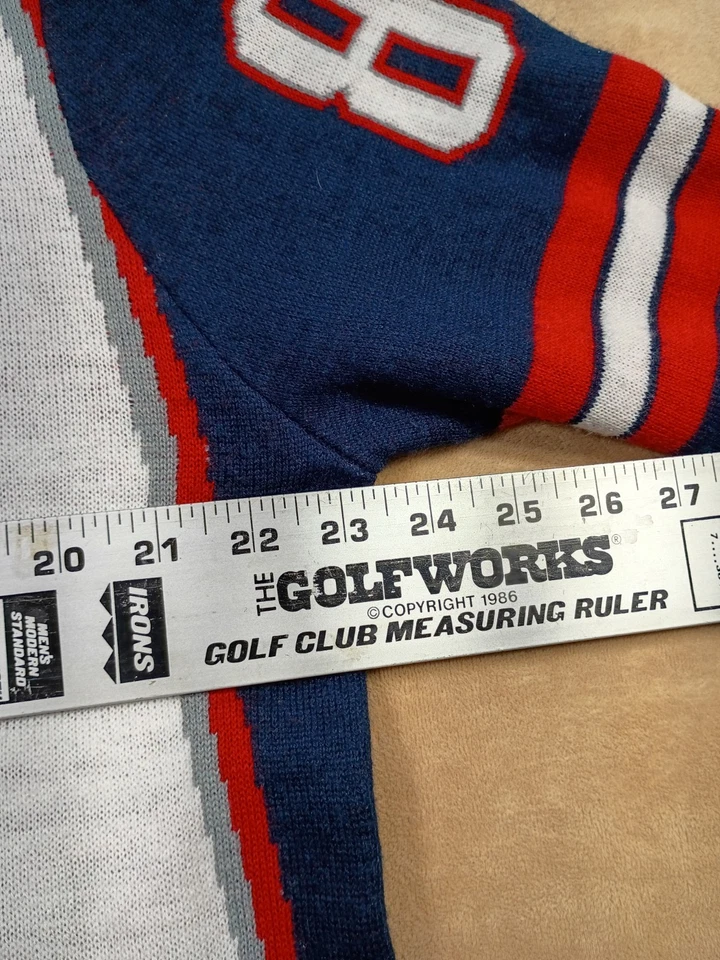 8
20 21 22 23 24 25 26 27
THE GOLFWORKS®
©COPYRIGHT 1986
GOLF CLUB MEASURING RULER
IRONS
MEN'S
MODERN
STANDARD